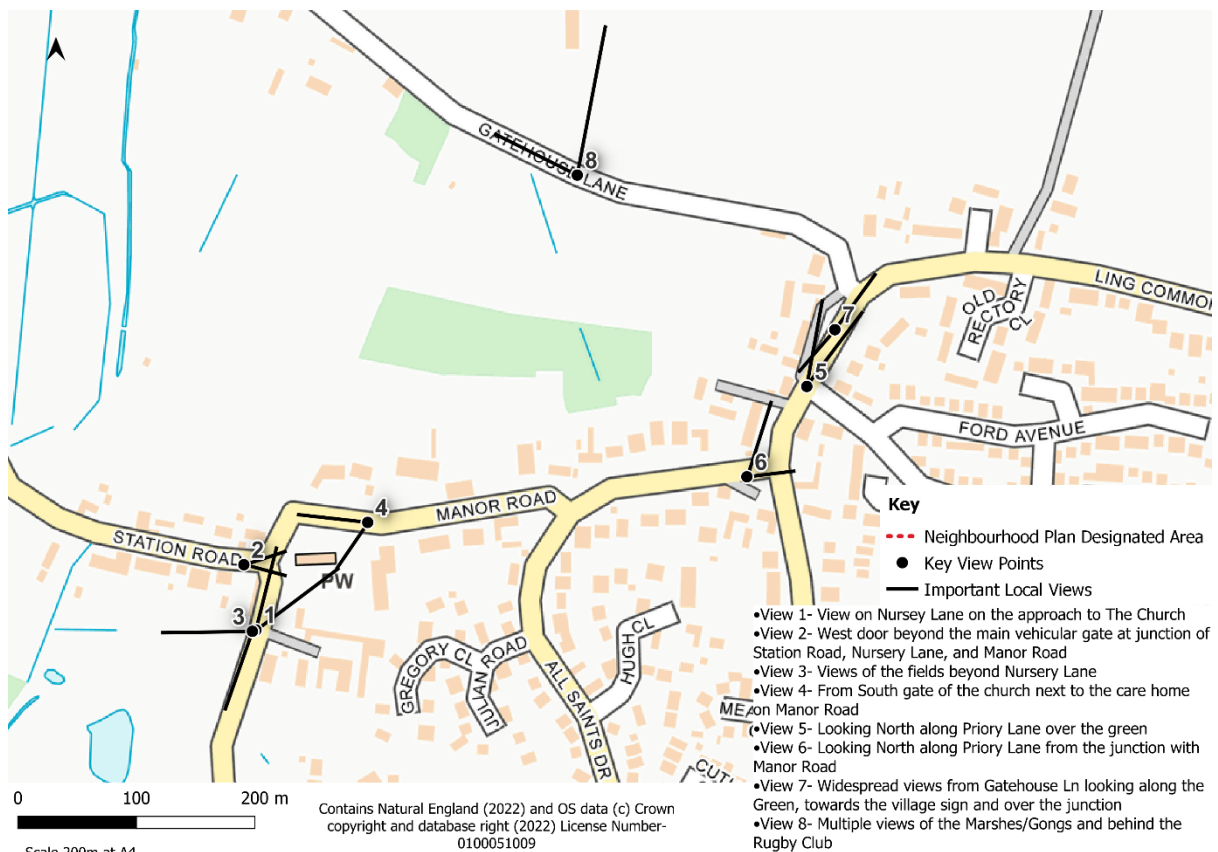 GATEHOUSE LANE
8
LING COMMON
OLD
RECTORY
CL
7
5
FORD AVENUE
6
4
MANOR ROAD
STATION ROAD
2
PW
3
1
GREGORY CL
JULIAN ROAD
HUGH CL
ALL SAINTS DR
Key
Neighbourhood Plan Designated Area
Key View Points
Important Local Views
•View 1- View on Nursey Lane on the approach to The Church
•View 2- West door beyond the main vehicular gate at junction of
Station Road, Nursery Lane, and Manor Road
•View 3- Views of the fields beyond Nursery Lane
•View 4- From South gate of the church next to the care home
on Manor Road
•View 5- Looking North along Priory Lane over the green
•View 6- Looking North along Priory Lane from the junction with
Manor Road
•View 7- Widespread views from Gatehouse Ln looking along the
Green, towards the village sign and over the junction
•View 8- Multiple views of the Marshes/Gongs and behind the
Rugby Club
0 100 200 m
Scale 200m at A4
Contains Natural England (2022) and OS data (c) Crown
copyright and database right (2022) License Number-
0100051009